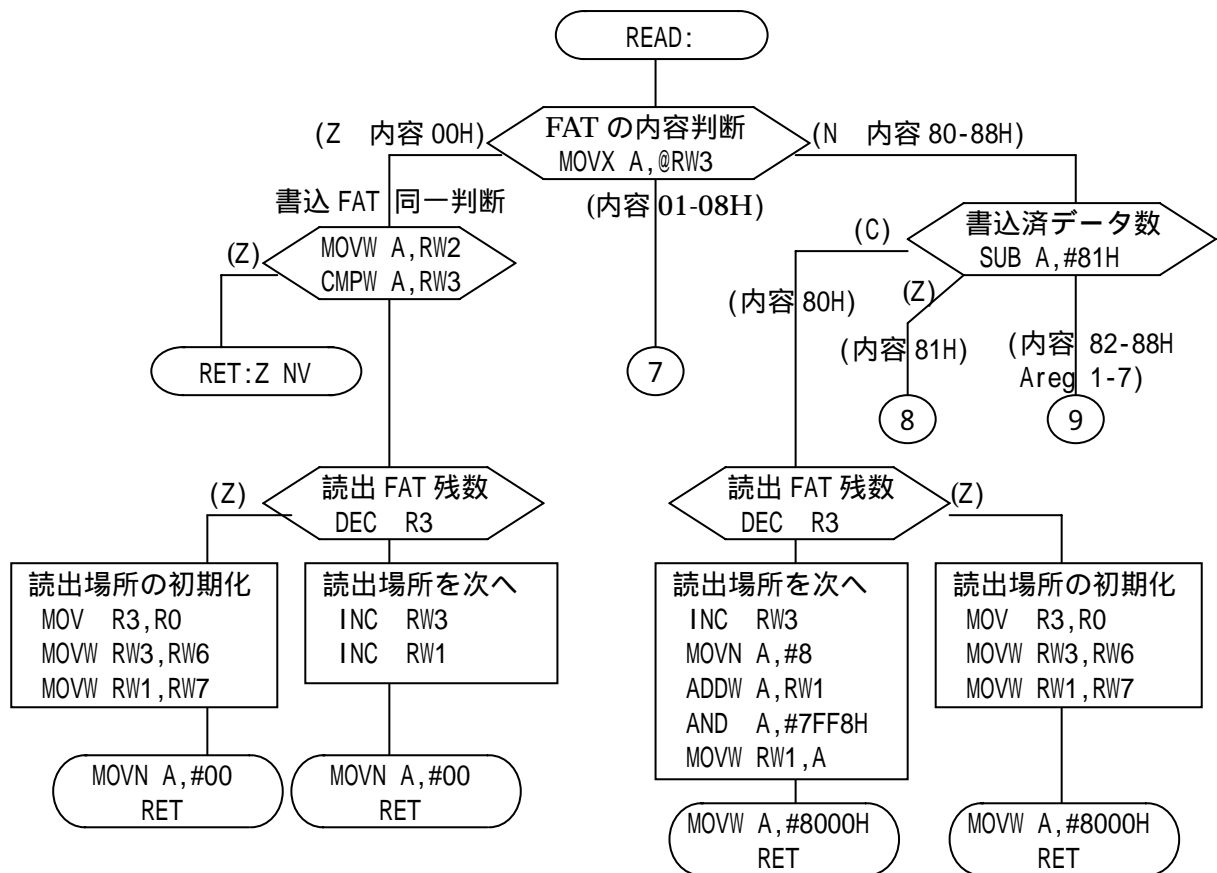 READ:
FAT の内容判断
MOVX A,@RW3
(Z 内容 00H)
(N 内容 80-88H)
(内容 01-08H)
書込 FAT 同一判断
MOVW A,RW2
CMPW A,RW3
(Z)
RET:Z NV
7
書込済データ数
SUB A,#81H
(C)
(内容 80H)
(Z)
(内容 81H)
8
(内容 82-88H
Areg 1-7)
9
読出 FAT 残数
DEC R3
(Z)
読出 FAT 残数
DEC R3
(Z)
読出場所の初期化
MOV R3,R0
MOVW RW3,RW6
MOVW RW1,RW7
MOVN A,#00
RET
読出場所を次へ
INC RW3
INC RW1
MOVN A,#00
RET
読出場所を次へ
INC RW3
MOVN A,#8
ADDW A,RW1
AND A,#7FF8H
MOVW RW1,A
MOVW A,#8000H
RET
読出場所の初期化
MOV R3,R0
MOVW RW3,RW6
MOVW RW1,RW7
MOVW A,#8000H
RET